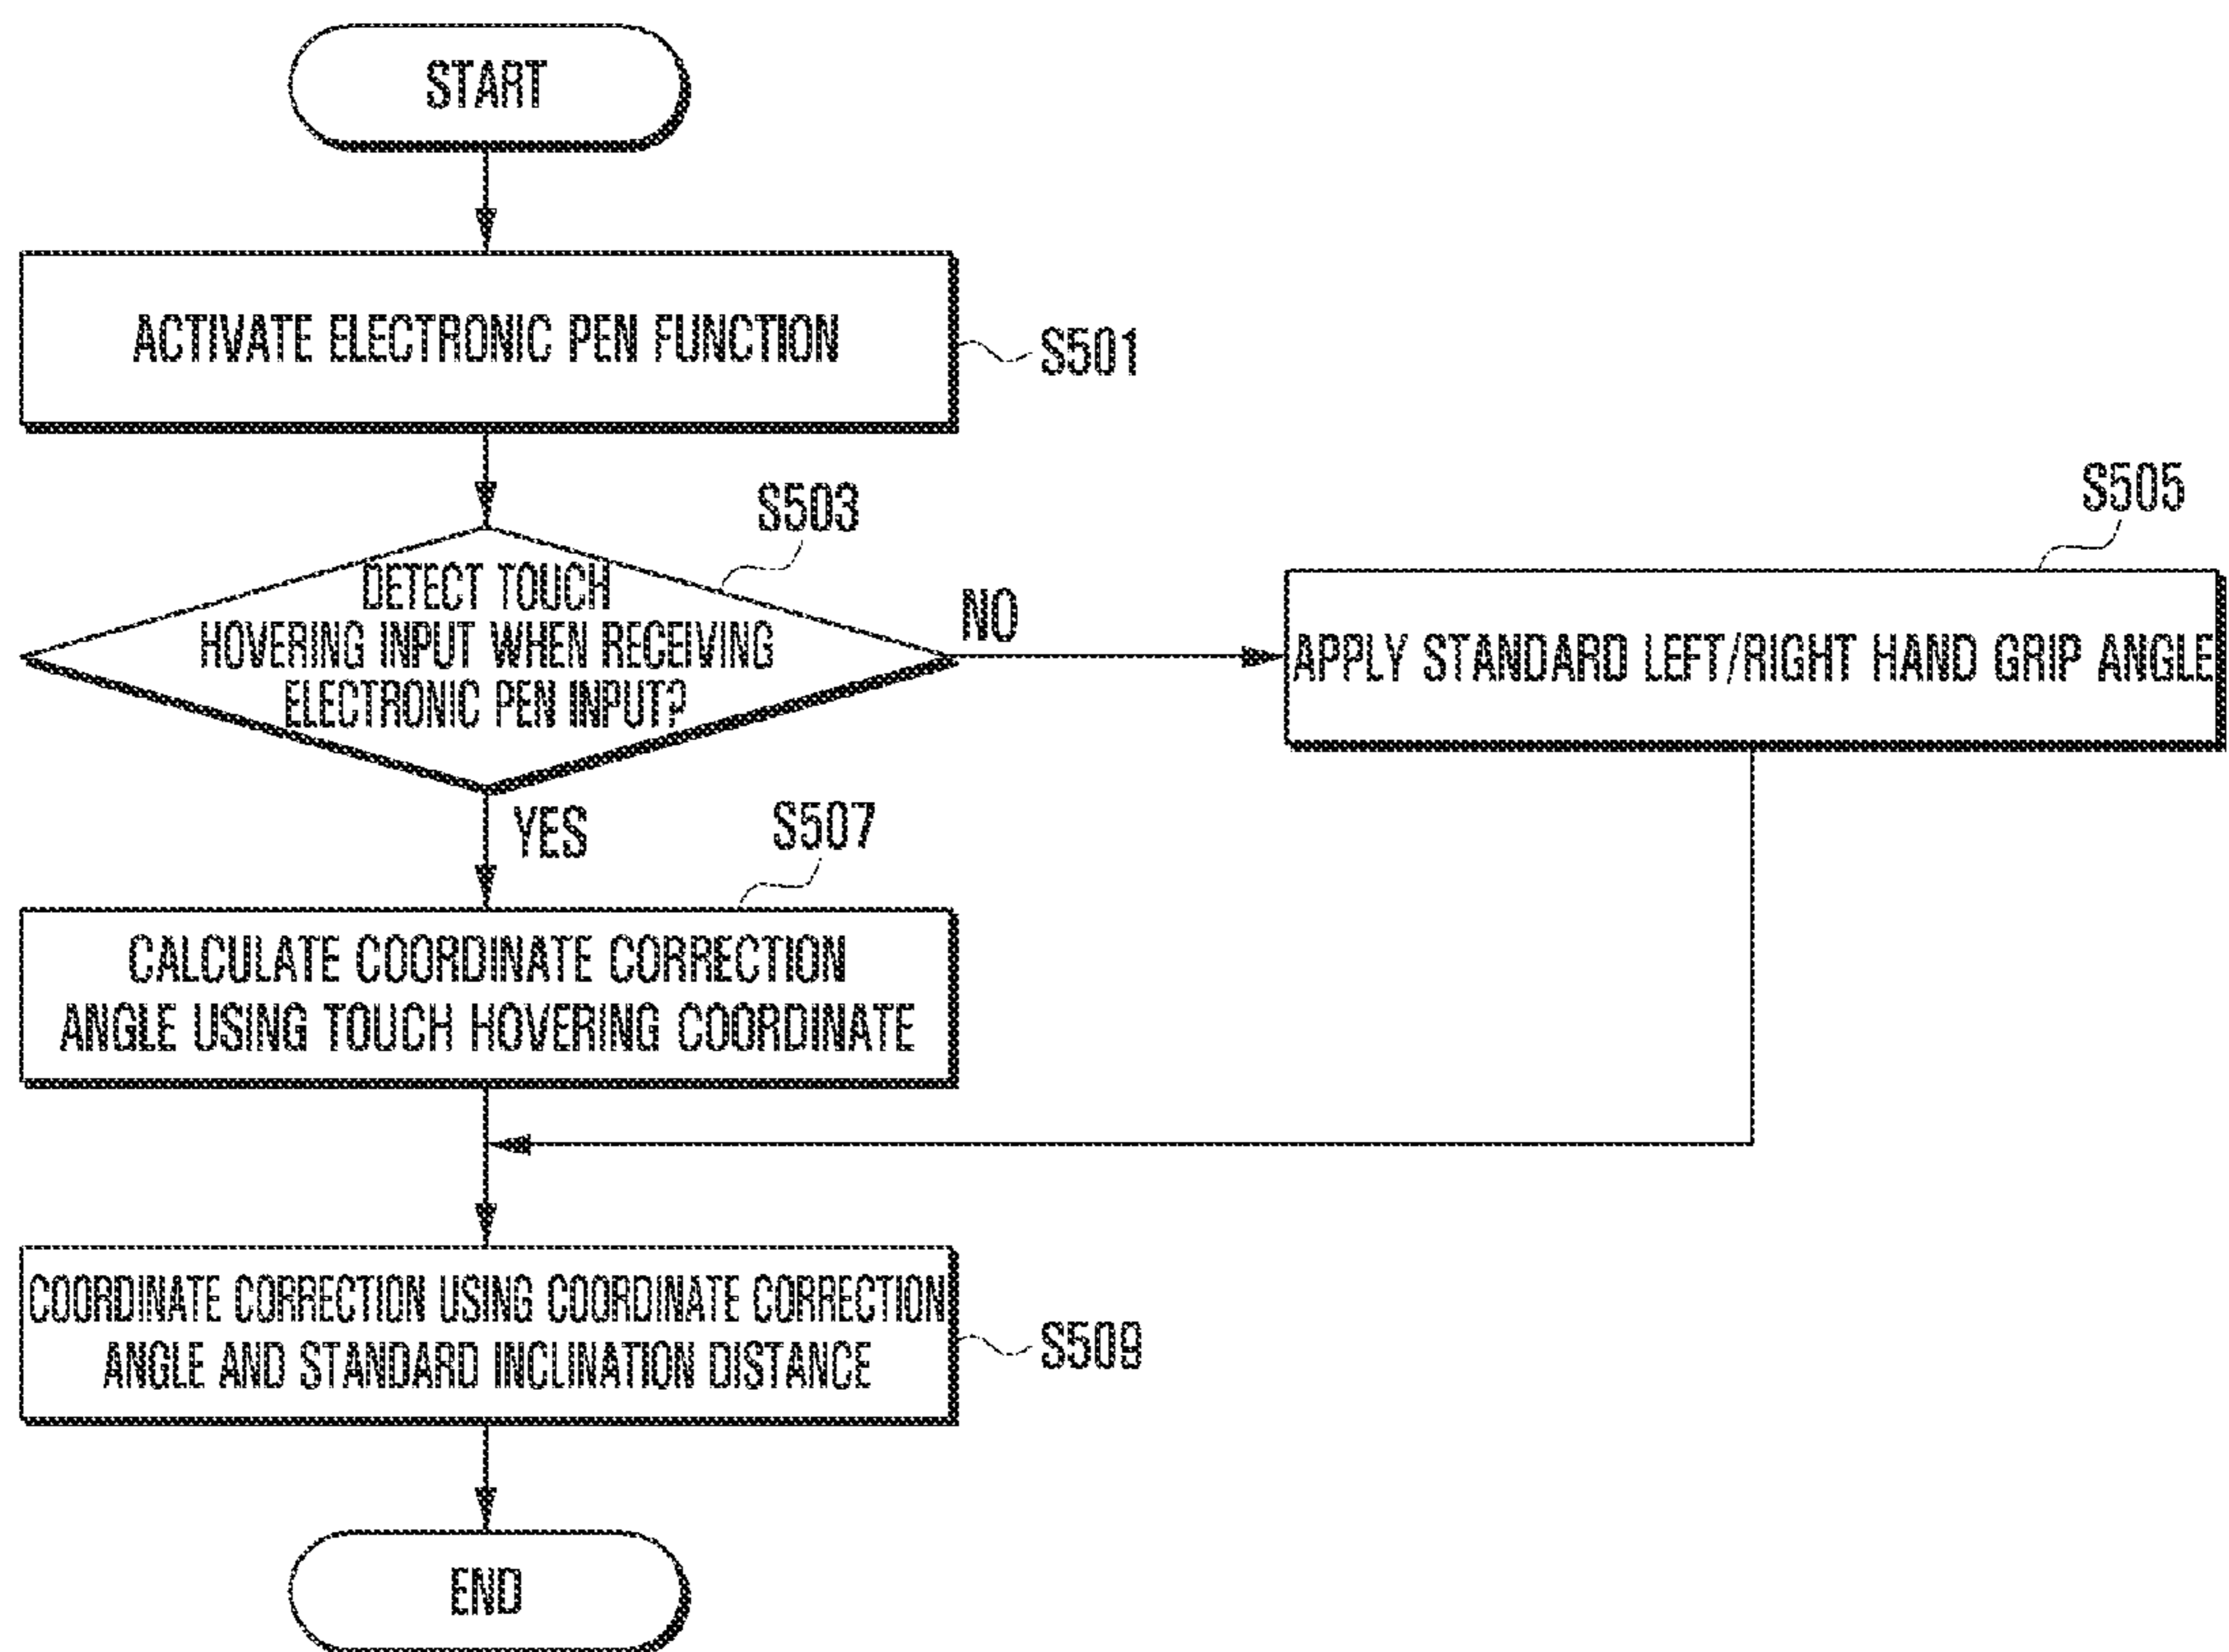 START
ACTIVATE ELECTRONIC PEN FUNCTION
S501
S503
DETECT TOUCH
HOVERING INPUT WHEN RECEIVING
ELECTRONIC PEN INPUT?
NO
S505
APPLY STANDARD LEFT/RIGHT HAND GRIP ANGLE
YES
S507
CALCULATE COORDINATE CORRECTION
ANGLE USING TOUCH HOVERING COORDINATE
COORDINATE CORRECTION USING COORDINATE CORRECTION
ANGLE AND STANDARD INCLINATION DISTANCE
S509
END